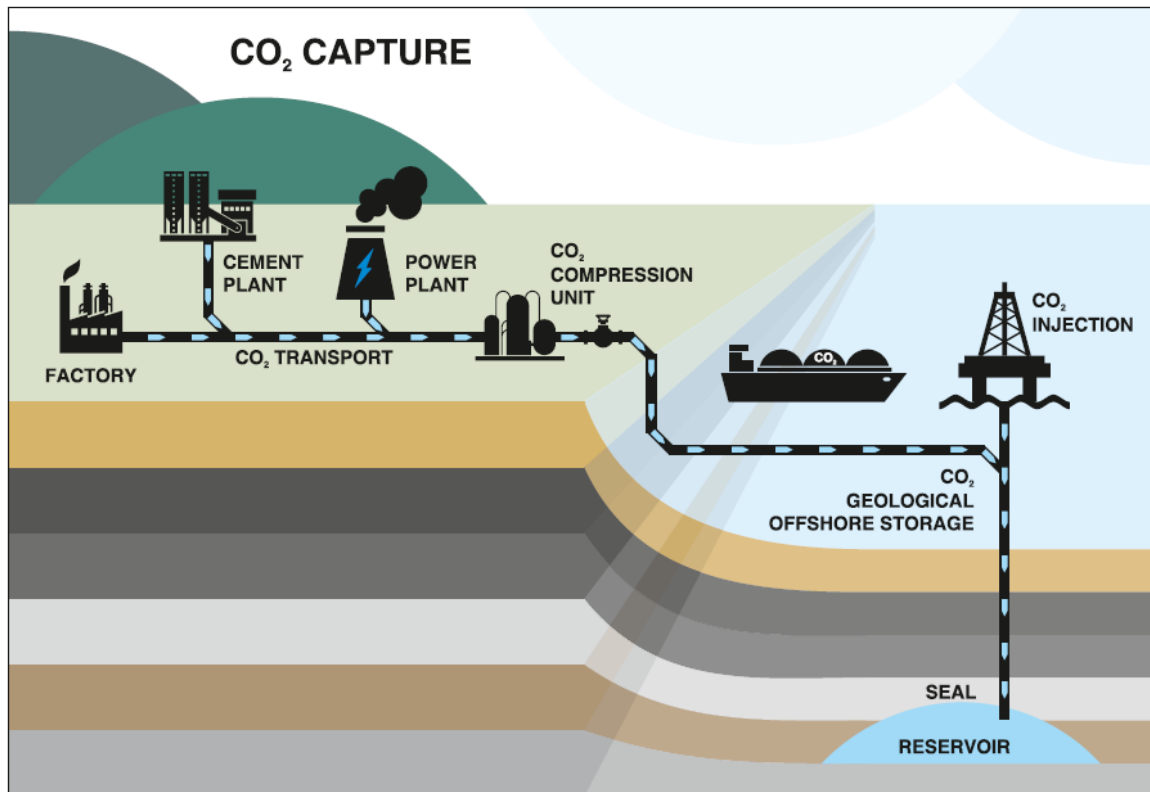 CO₂ CAPTURE
CEMENT
PLANT
POWER
PLANT
CO₂
COMPRESSION
UNIT
CO₂
INJECTION
FACTORY
CO₂ TRANSPORT
CO₂
CO₂
GEOLOGICAL
OFFSHORE STORAGE
SEAL
RESERVOIR